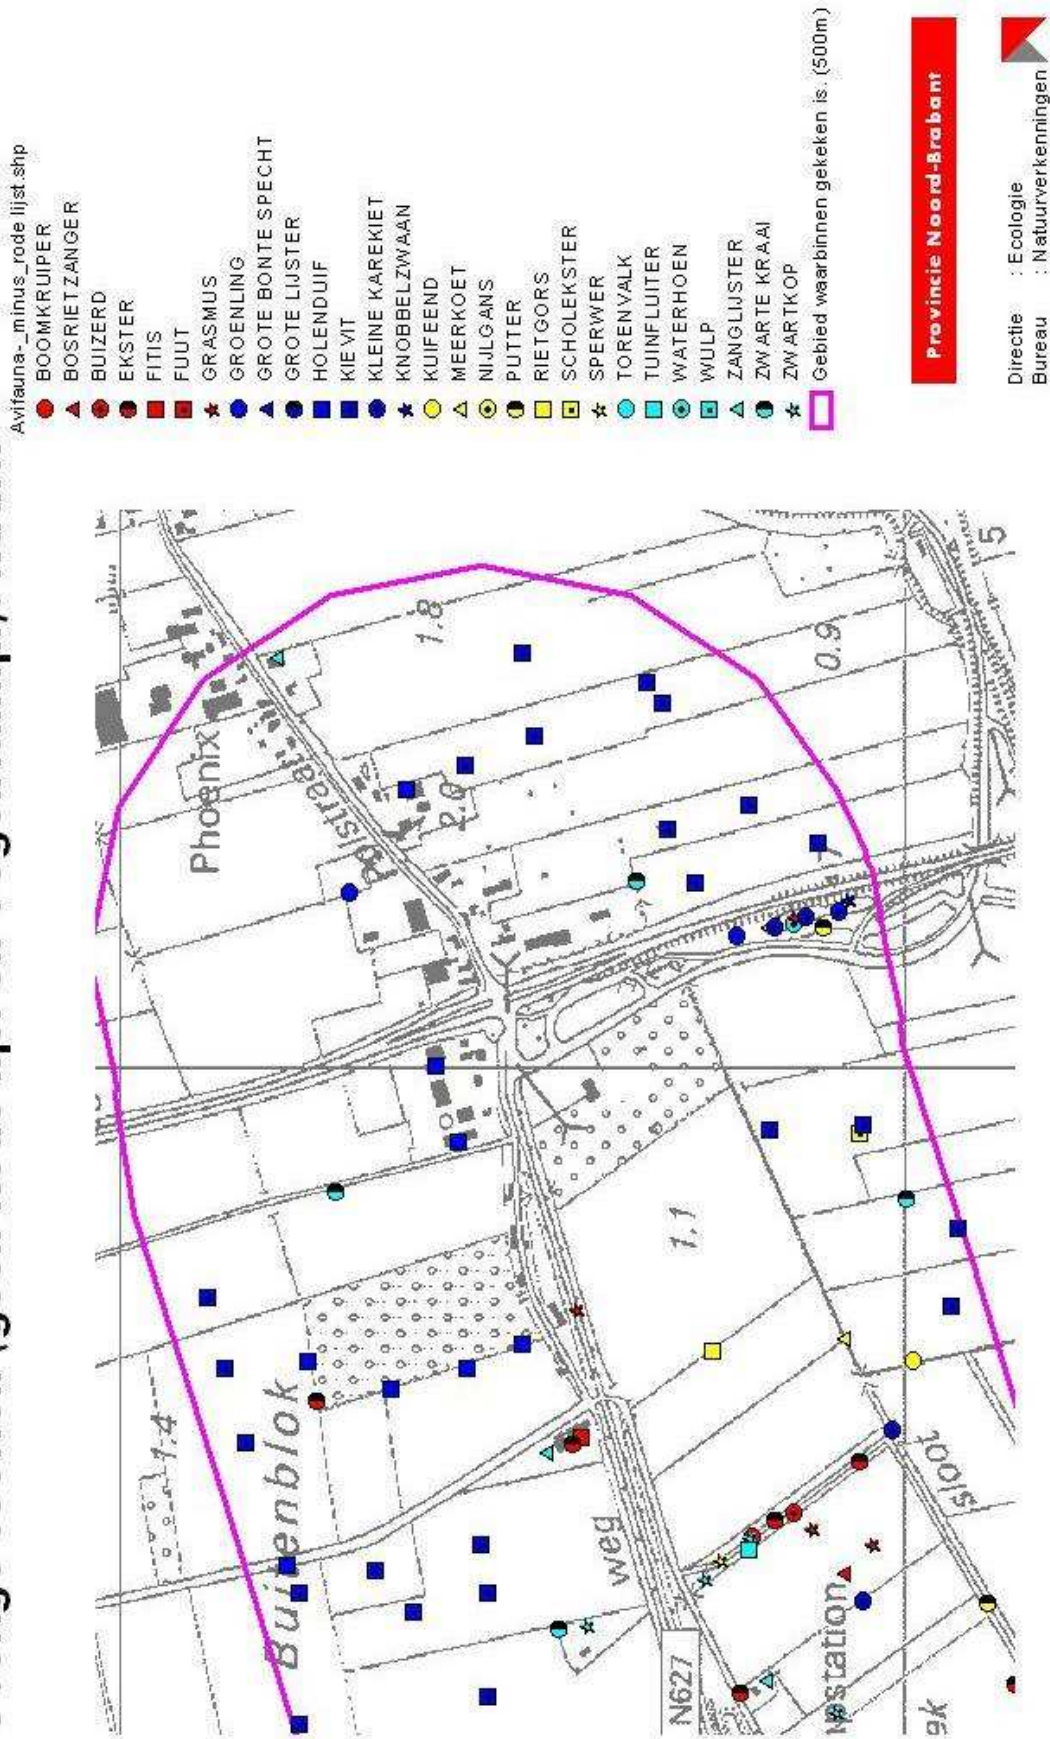 Avifauna-_minus_rode lijst.shp
BOOMKRUIPER
BOSRIETZANGER
BUIZERD
EKSTER
FITIS
FUUT
GRASMUS
GROENLING
GROTE BONTE SPECHT
GROTE LIJSTER
HOLENDUIF
KIEVIT
KLEINE KAREKIET
KNOBBELZWAAN
KUIFEEND
MEERKOET
NIJLGANS
PUTTER
RIETGORS
SCHOLEKSTER
SPERWER
TORENVALK
TUINFLUITER
WATERHOEN
WULP
ZANGLIJSTER
ZWARTE KRAAI
ZWARTKOP
Gebied waarbinnen gekeken is. (500m)
Provincie Noord-Brabant
Directie : Ecologie
Bureau : Natuurverkenningen
1.4
Buitenblok
Phoenix
1.8
2.0
0.9
5
1.1
weg
N627
sloot